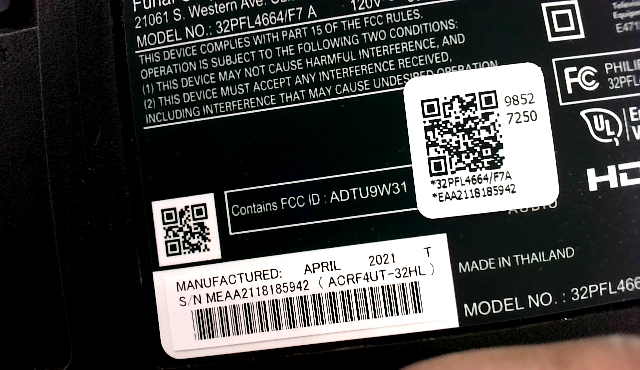 21061 S. Western Ave.
MODEL NO.: 32PFL4664/F7 A 120V
THIS DEVICE COMPLIES WITH PART 15 OF THE FCC RULES.
OPERATION IS SUBJECT TO THE FOLLOWING TWO CONDITIONS:
(1) THIS DEVICE MAY NOT CAUSE HARMFUL INTERFERENCE, AND
(2) THIS DEVICE MUST ACCEPT ANY INTERFERENCE RECEIVED,
INCLUDING INTERFERENCE THAT MAY CAUSE UNDESIRED OPERATION
9852
7250
*32PFL4664/F7A
*EAA2118185942
Contains FCC ID : ADTU9W31
MANUFACTURED: APRIL 2021 T
S/N MEAA2118185942 ( ACRF4UT-32HL )
MADE IN THAILAND
MODEL NO. : 32PFL466
FC
UL